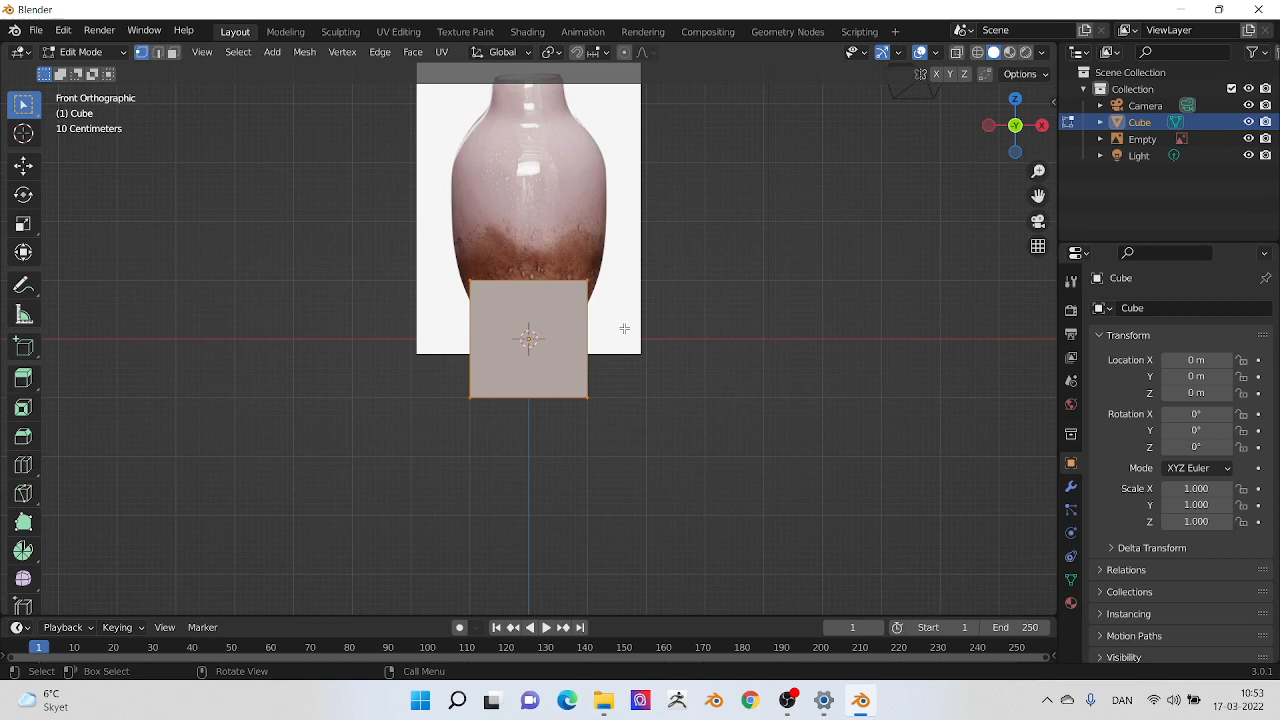 Blender
File Edit Render Window Help Layout Modeling Sculpting UV Editing Texture Paint Shading Animation Rendering Compositing Geometry Nodes Scripting + Scene ViewLayer
Edit Mode View Select Add Mesh Vertex Edge Face UV Global
X Y Z Options
Front Orthographic
(1) Cube
10 Centimeters
Z
-Y X
Scene Collection
Collection
Camera
Cube
Empty
Light
Cube
Cube
Transform
Location X 0 m
Y 0 m
Z 0 m
Rotation X 0°
Y 0°
Z 0°
Mode XYZ Euler
Scale X 1.000
Y 1.000
Z 1.000
Delta Transform
Relations
Collections
Instancing
Motion Paths
Visibility
Playback Keying View Marker 1 Start 1 End 250
1 10 20 30 40 50 60 70 80 90 100 110 120 130 140 150 160 170 180 190 200 210 220 230 240 250
Select Box Select Rotate View Call Menu 3.0.1
6°C
Skyet
DAN
10:53
17-03-2022